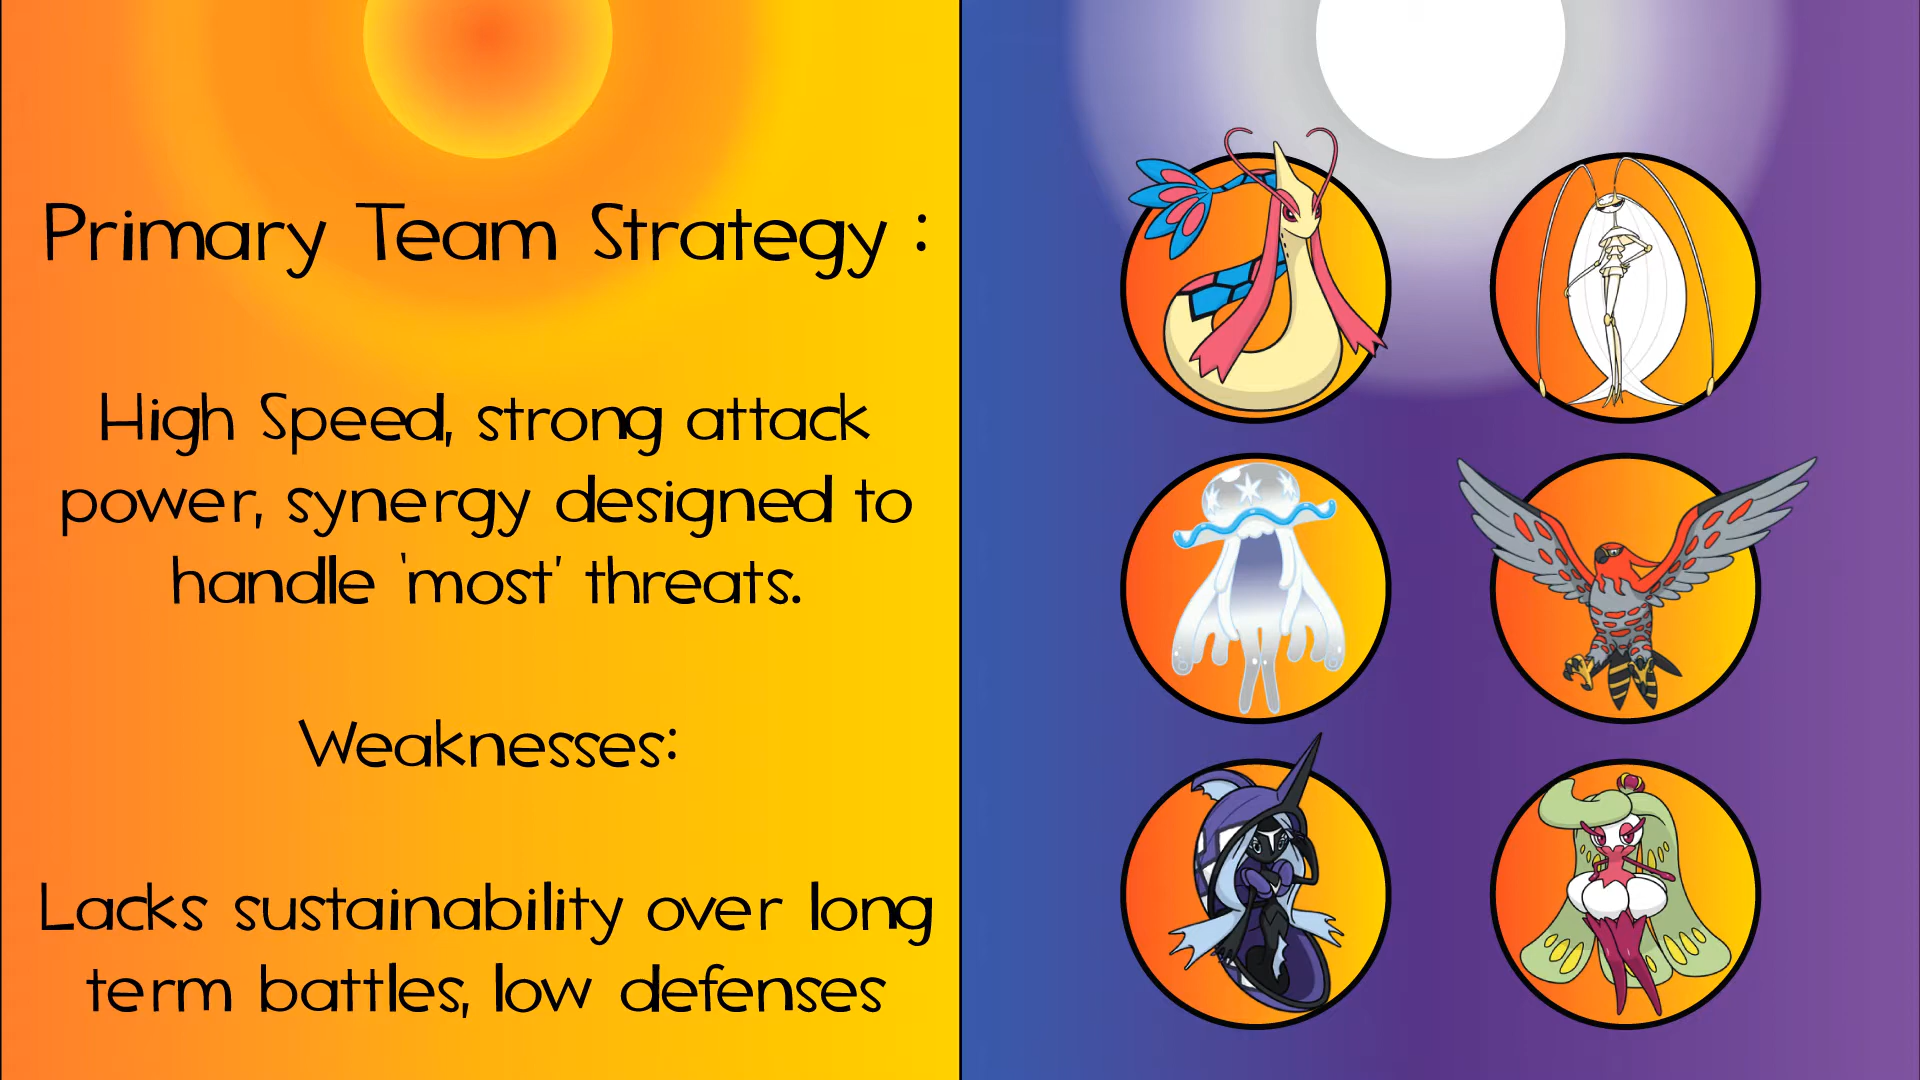 Primary Team Strategy :
High Speed, strong attack
power, synergy designed to
handle 'most' threats.
Weaknesses:
Lacks sustainability over long
term battles, low defenses